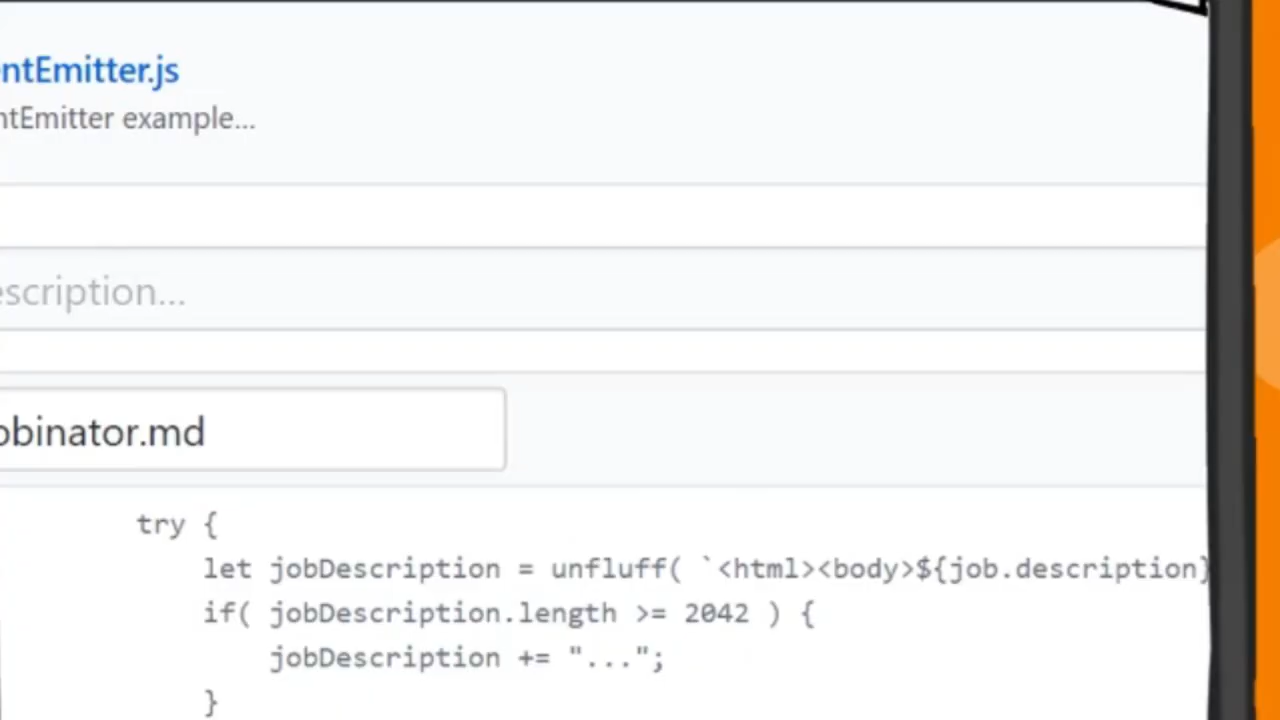 ntEmitter.js
ntEmitter example...
escription...
obinator.md
try {
let jobDescription = unfluff( `<html><body>${job.description}
if( jobDescription.length >= 2042 ) {
jobDescription += "...";
}